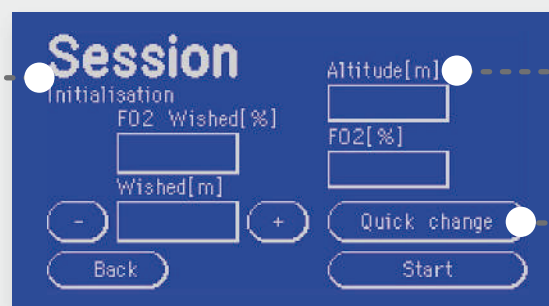 Session
Initialisation
FO2 Wished[%]
Wished[m]
-
+
Back
Altitude[m]
FO2[%]
Quick change
Start